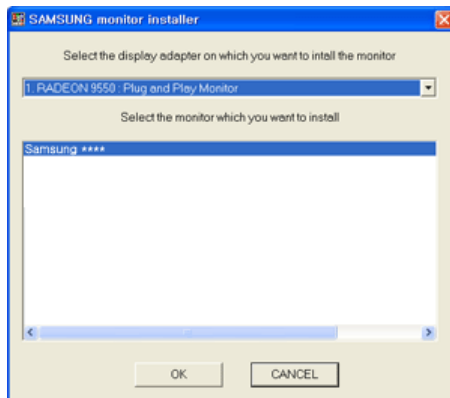 SAMSUNG monitor installer
Select the display adapter on which you want to intall the monitor
1. RADEON 9550 : Plug and Play Monitor
Select the monitor which you want to install
Samsung ****
OK
CANCEL